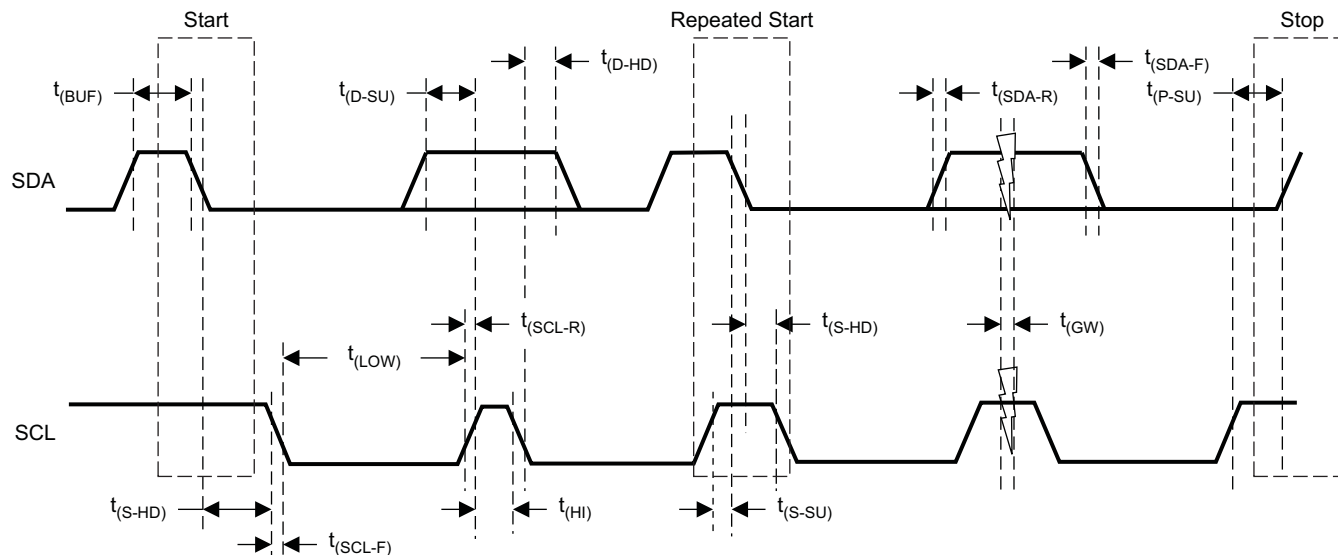 Start
Repeated Start
Stop
t(D-HD)
t(SDA-F)
t(BUF)
t(D-SU)
t(SDA-R)
t(P-SU)
SDA
t(SCL-R)
t(S-HD)
t(GW)
t(LOW)
SCL
t(S-HD)
t(HI)
t(S-SU)
t(SCL-F)